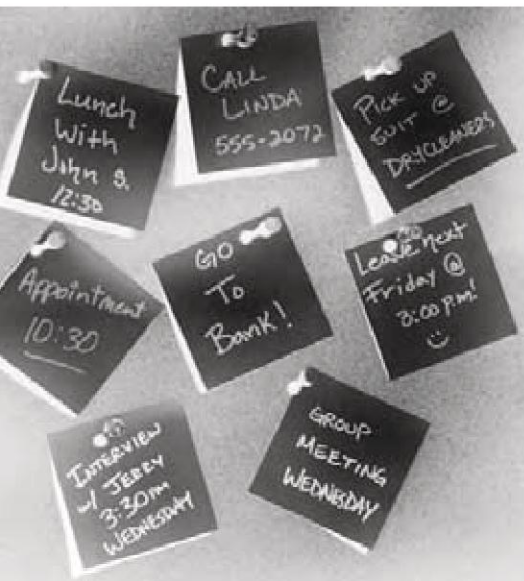 Lunch
With
John S.
12:30
CALL
LINDA
555-2072
PICK UP
SUIT @
DRYCLEANERS
Appointment
10:30
GO
To
Bank!
Leave next
Friday @
3:00 pm!
INTERVIEW
w/ JERRY
3:30PM
WEDNESDAY
GROUP
MEETING
WEDNESDAY